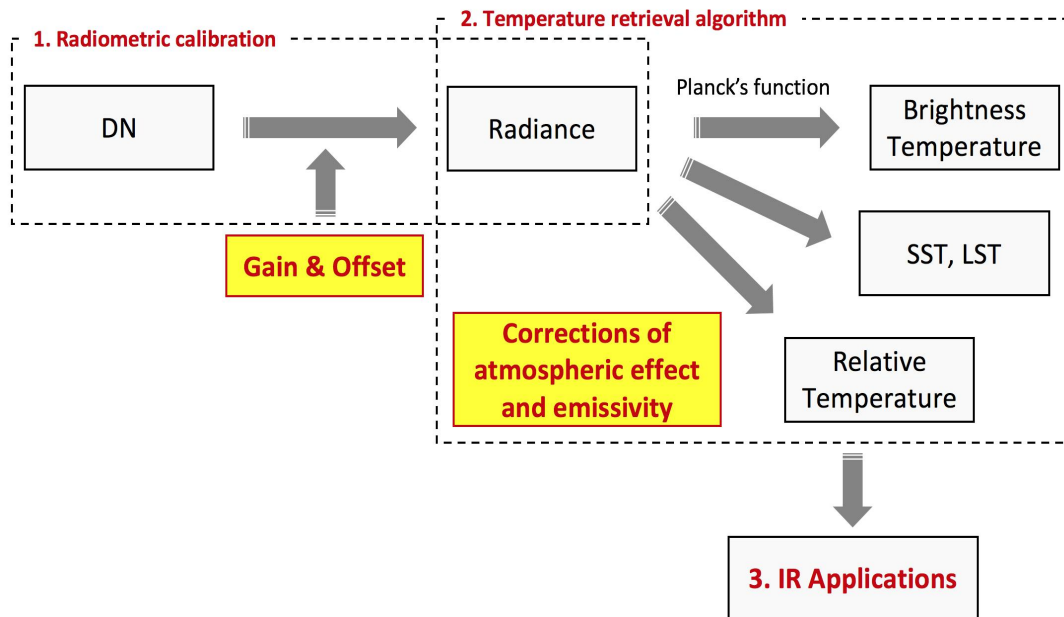 2. Temperature retrieval algorithm
1. Radiometric calibration
DN
Radiance
Planck’s function
Brightness
Temperature
Gain & Offset
SST, LST
Corrections of
atmospheric effect
and emissivity
Relative
Temperature
3. IR Applications